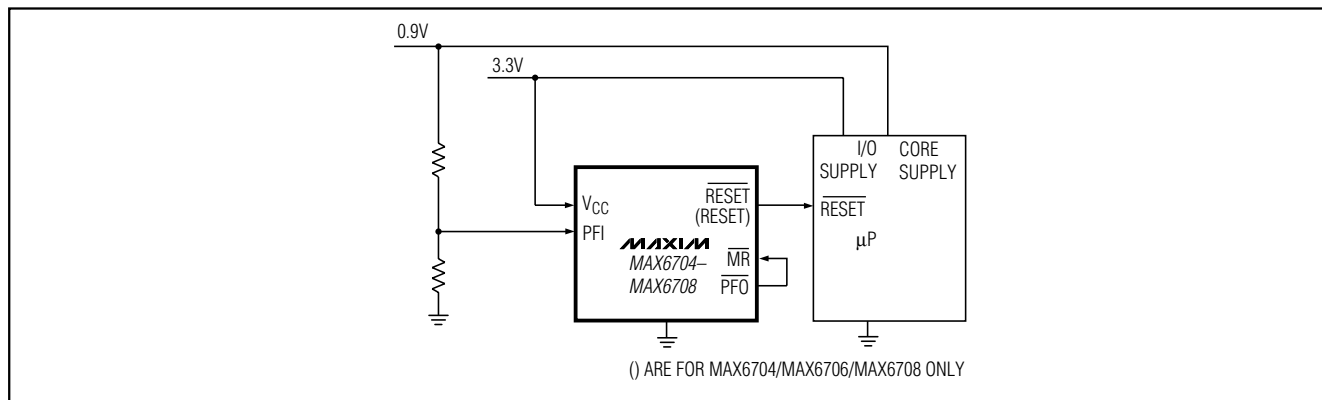 0.9V
3.3V
I/O SUPPLY
CORE SUPPLY
VCC
PFI
RESET
(RESET)
MAXIM
MAX6704–
MAX6708
MR
PFO
RESET
µP
() ARE FOR MAX6704/MAX6706/MAX6708 ONLY